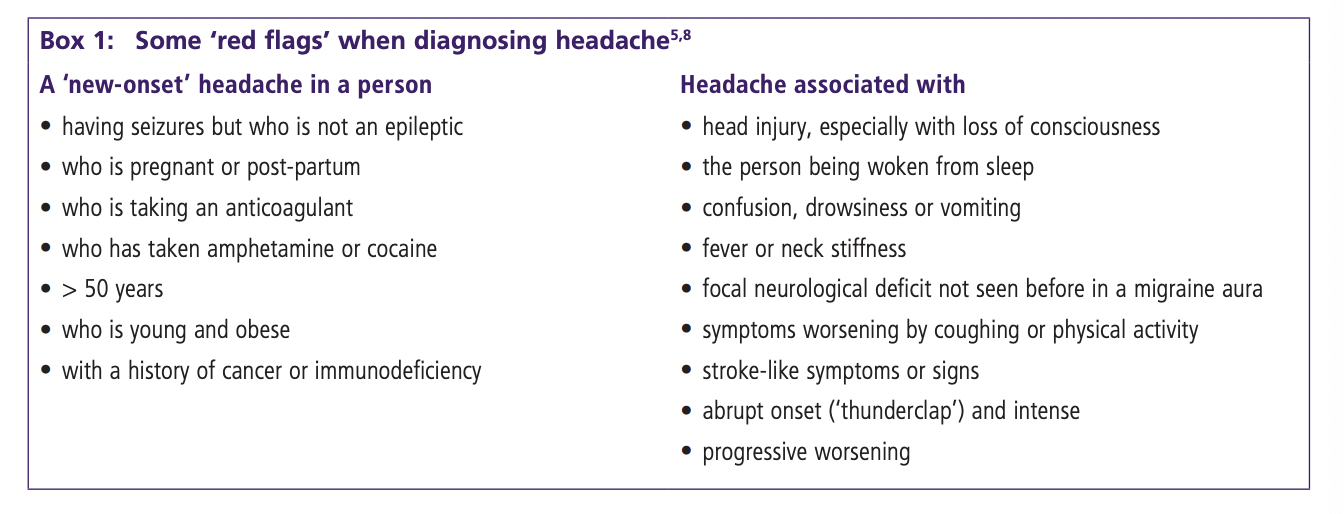 Box 1: Some ‘red flags’ when diagnosing headache5,8
A ‘new-onset’ headache in a person
• having seizures but who is not an epileptic
• who is pregnant or post-partum
• who is taking an anticoagulant
• who has taken amphetamine or cocaine
• > 50 years
• who is young and obese
• with a history of cancer or immunodeficiency
Headache associated with
• head injury, especially with loss of consciousness
• the person being woken from sleep
• confusion, drowsiness or vomiting
• fever or neck stiffness
• focal neurological deficit not seen before in a migraine aura
• symptoms worsening by coughing or physical activity
• stroke-like symptoms or signs
• abrupt onset (‘thunderclap’) and intense
• progressive worsening